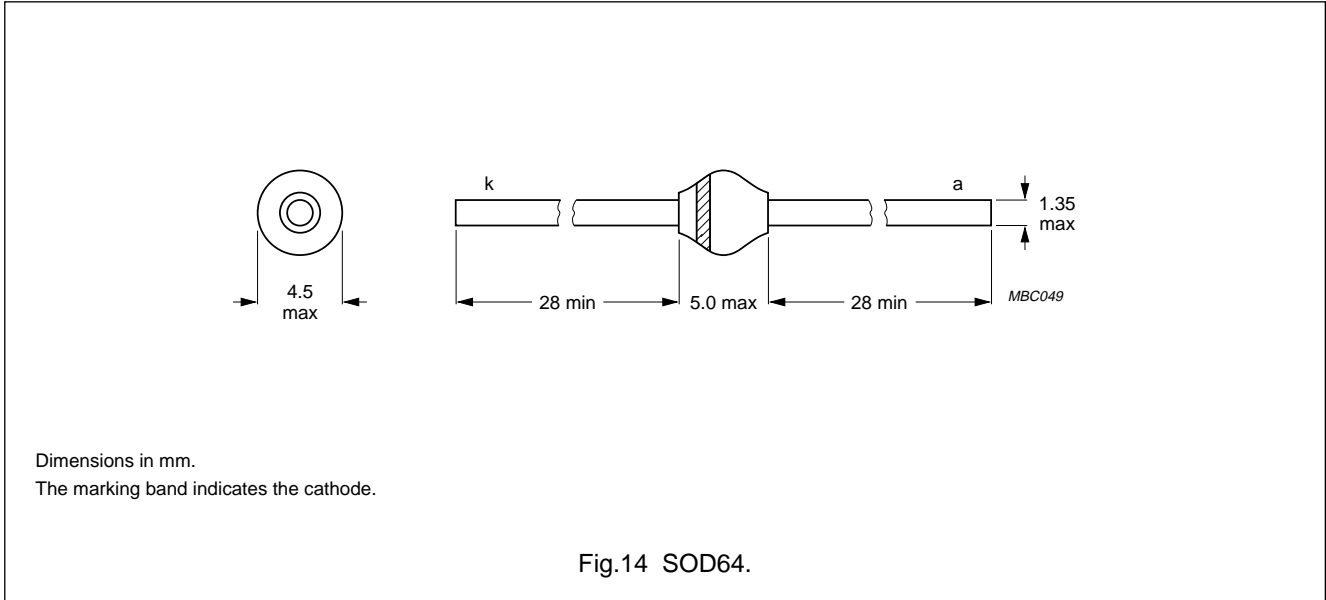 k
a
1.35
max
4.5
max
28 min
5.0 max
28 min
MBC049
Dimensions in mm.
The marking band indicates the cathode.
Fig.14 SOD64.